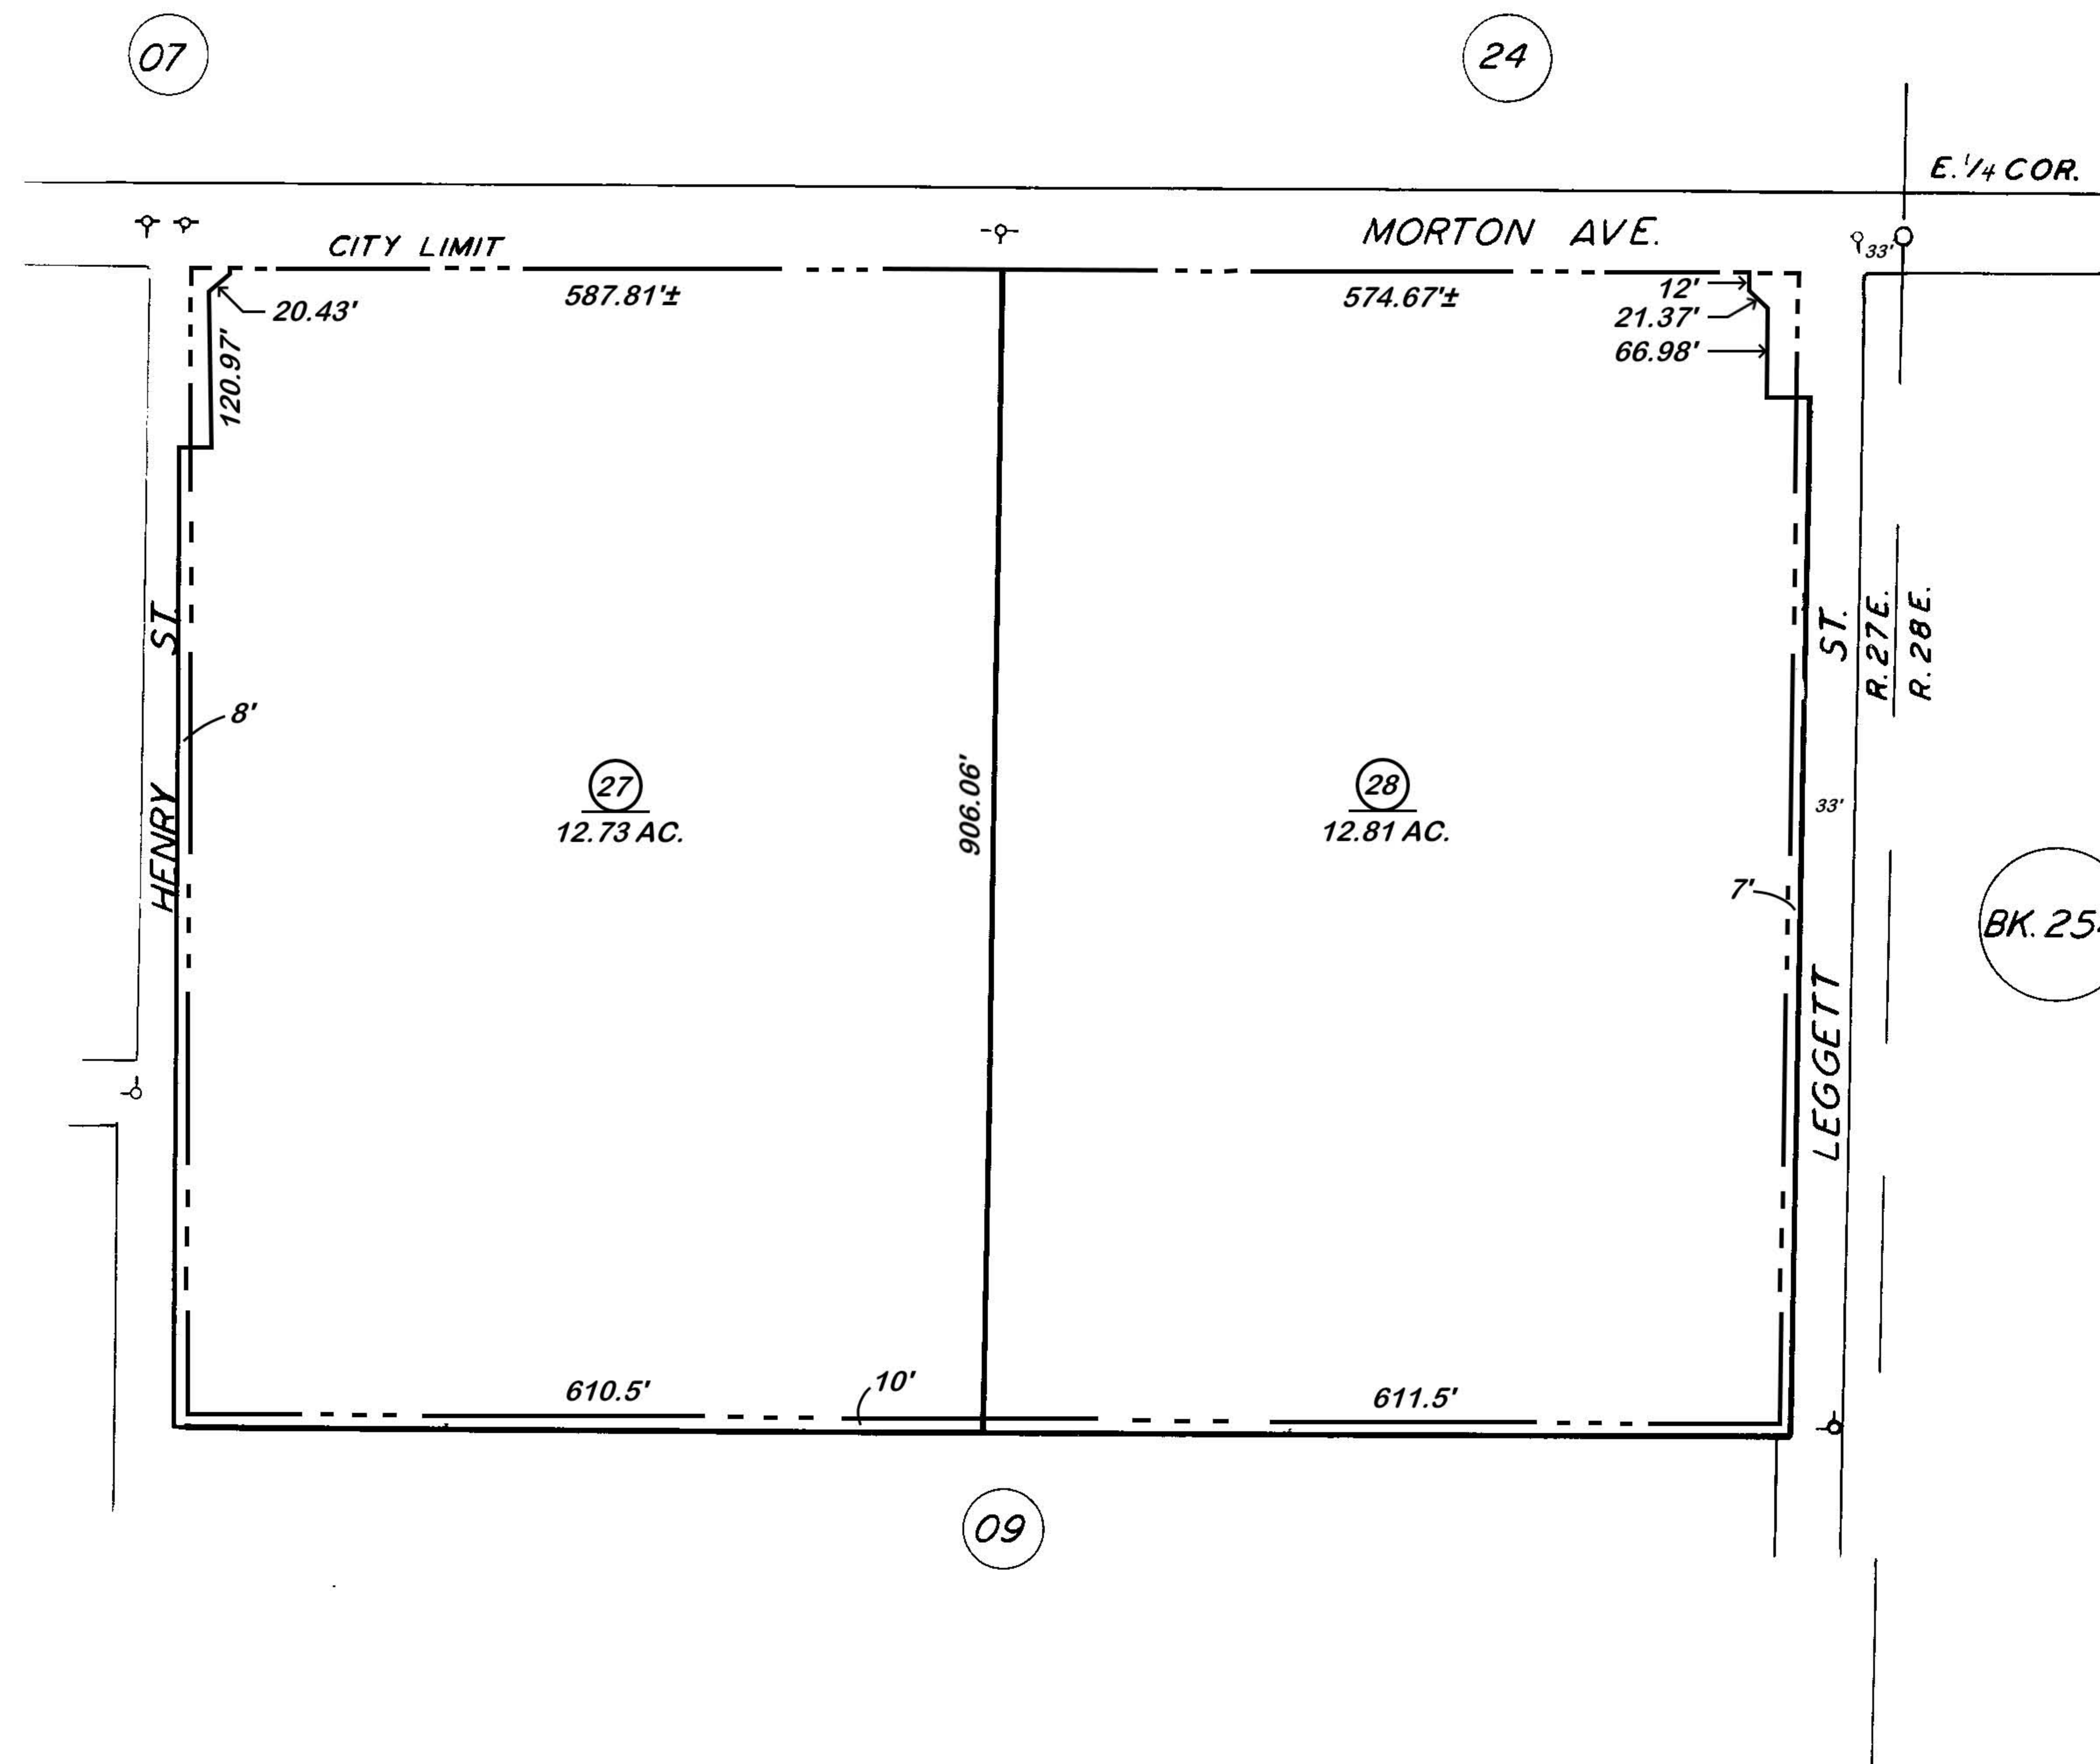 07
24
E. 1/4 COR.
MORTON AVE.
CITY LIMIT
33'
587.81'±
574.67'±
12'
20.43'
21.37'
66.98'
120.97'
HENRY ST.
LEGGETT ST.
R. 27 E.
R. 28 E.
8'
27
12.73 AC.
906.06'
28
12.81 AC.
33'
7'
BK. 25
610.5'
10'
611.5'
09